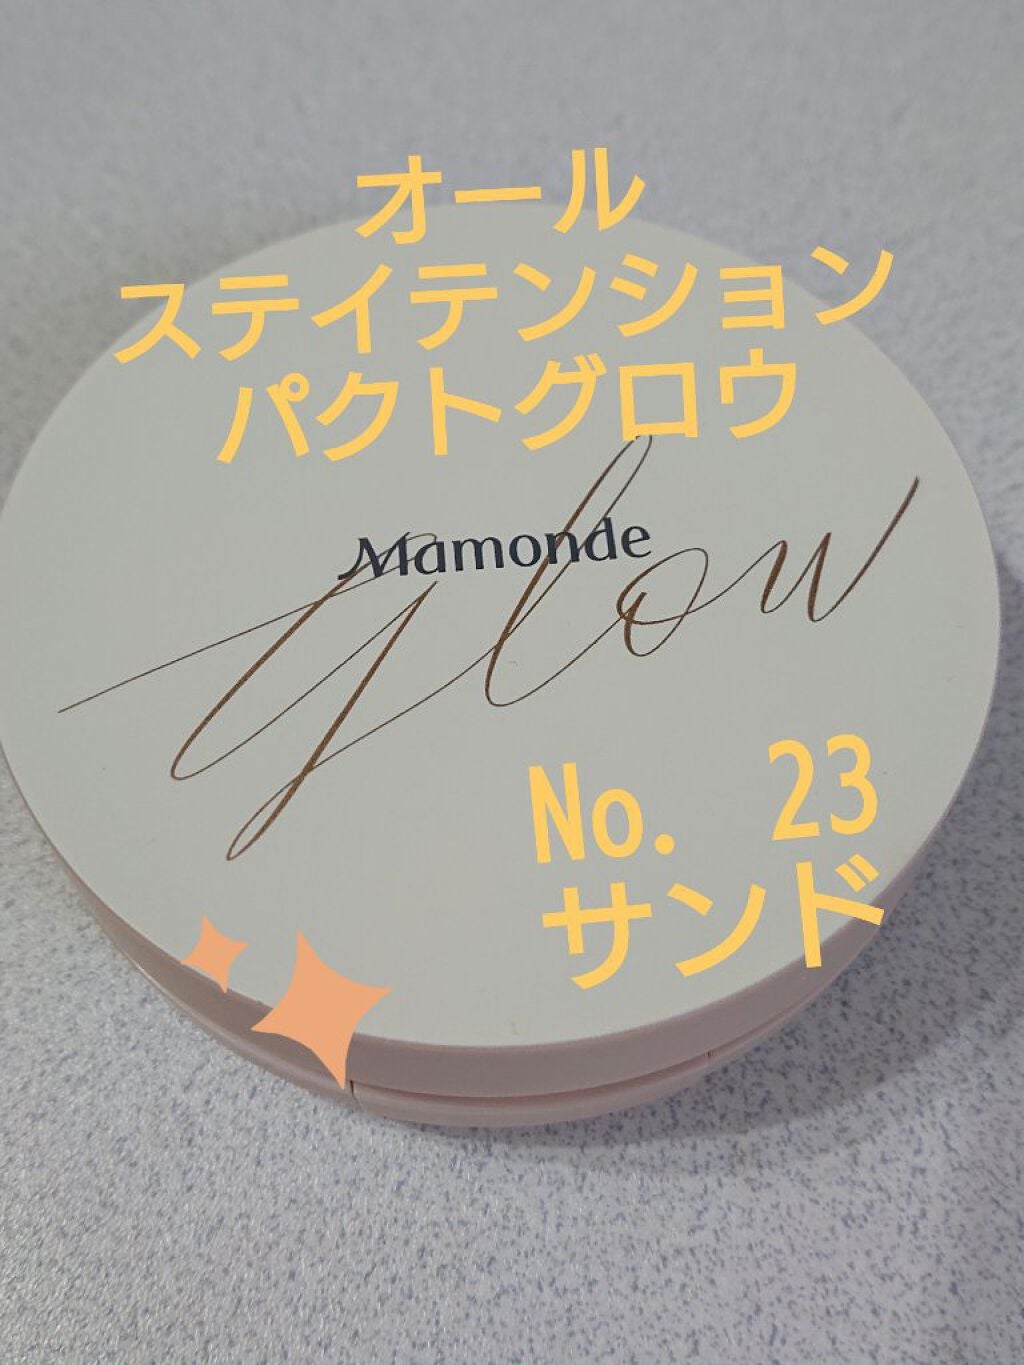 オール
ステイテンション
パクトグロウ
Mamonde
glow
No. 23
サンド